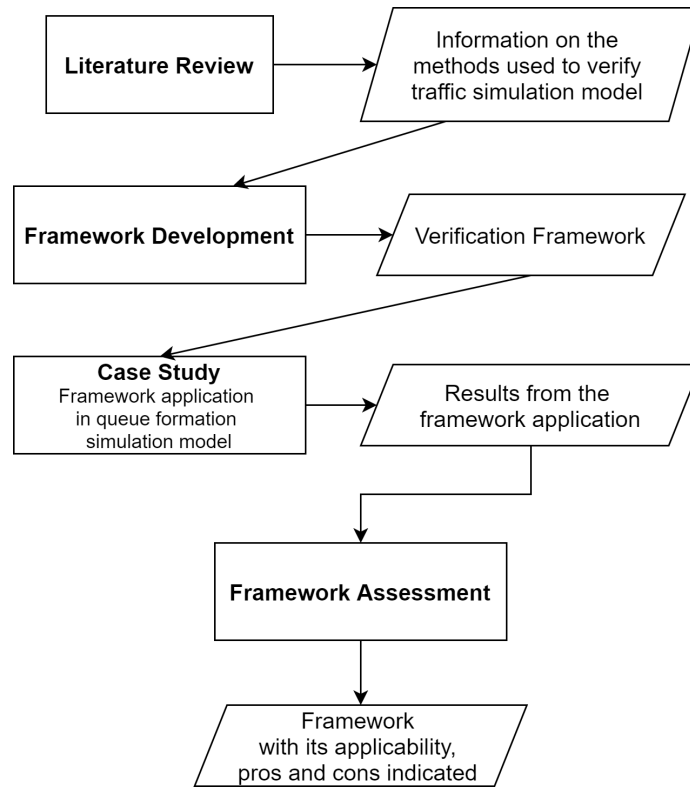 Literature Review
Information on the
methods used to verify
traffic simulation model
Framework Development
Verification Framework
Case Study
Framework application
in queue formation
simulation model
Results from the
framework application
Framework Assessment
Framework
with its applicability,
pros and cons indicated